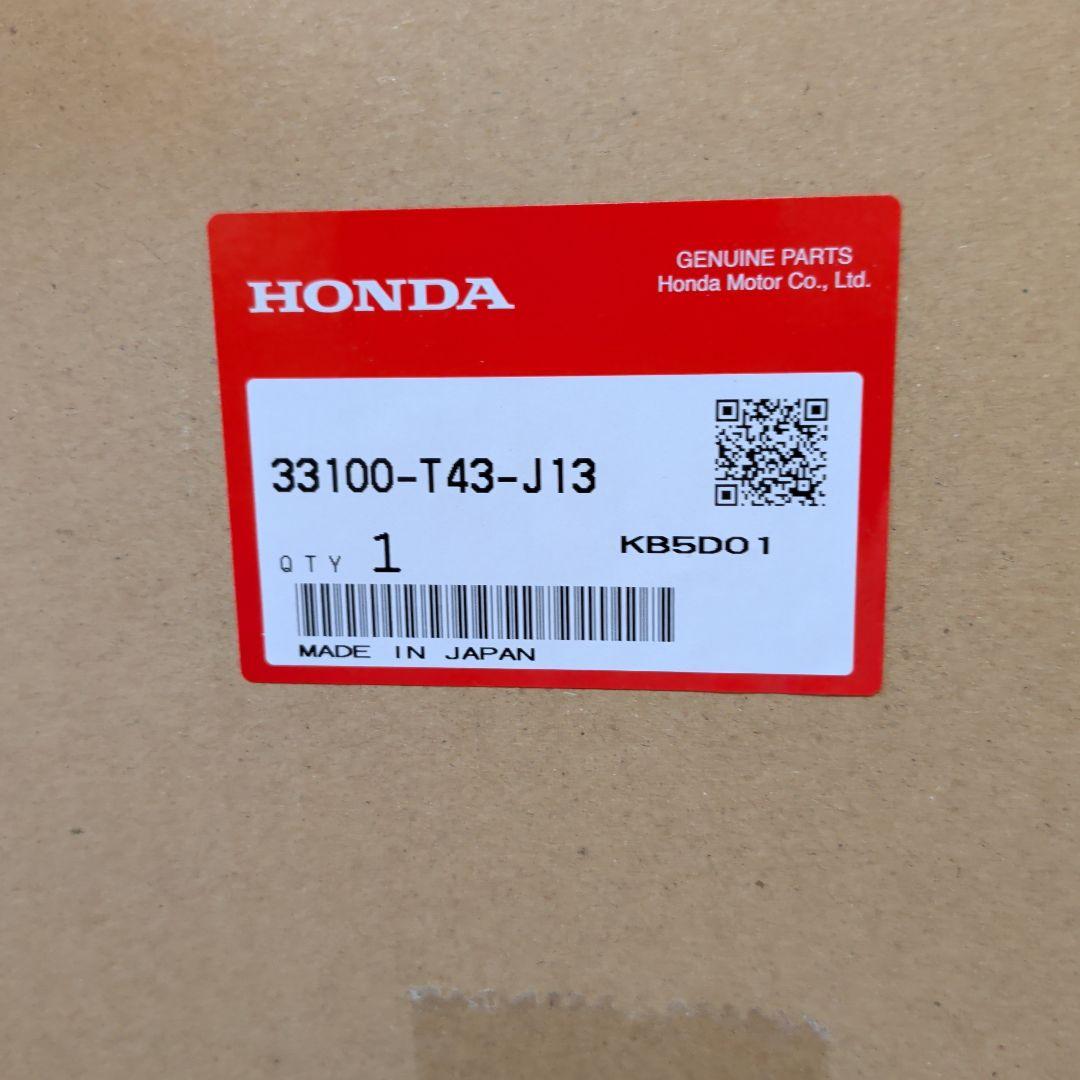 HONDA
GENUINE PARTS
Honda Motor Co., Ltd.
33100-T43-J13
QTY 1
KB5D01
MADE IN JAPAN